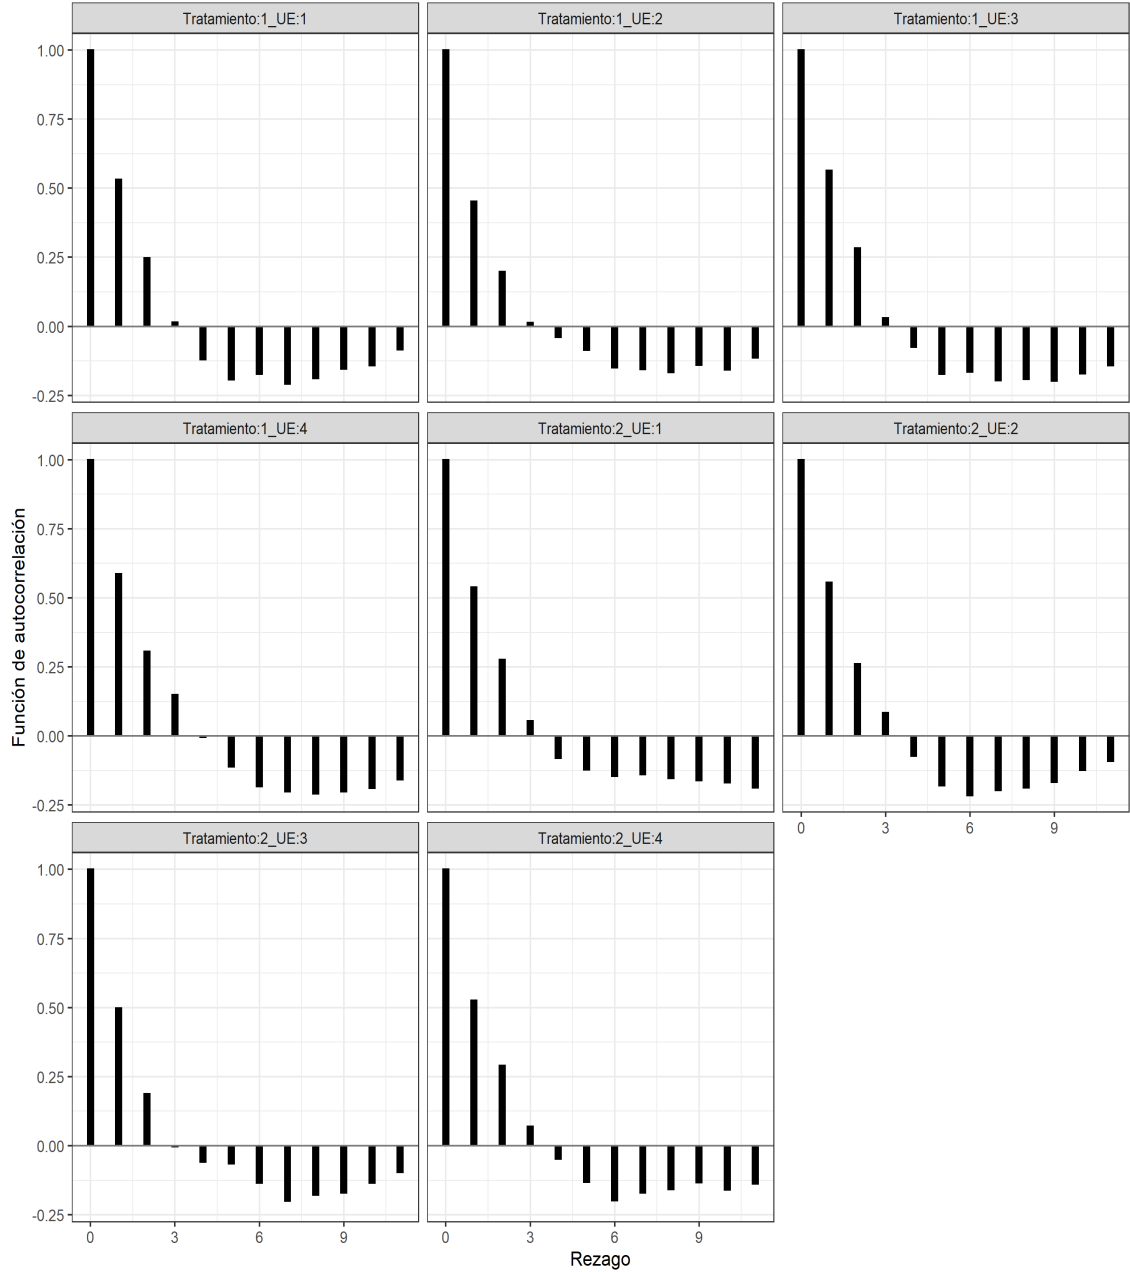 Tratamiento:1_UE:1
Tratamiento:1_UE:2
Tratamiento:1_UE:3
1.00
0.75
0.50
0.25
0.00
-0.25
Tratamiento:1_UE:4
Tratamiento:2_UE:1
Tratamiento:2_UE:2
1.00
0.75
0.50
0.25
0.00
-0.25
0 3 6 9
Tratamiento:2_UE:3
Tratamiento:2_UE:4
1.00
0.75
0.50
0.25
0.00
-0.25
0 3 6 9
0 3 6 9
Función de autocorrelación
Rezago